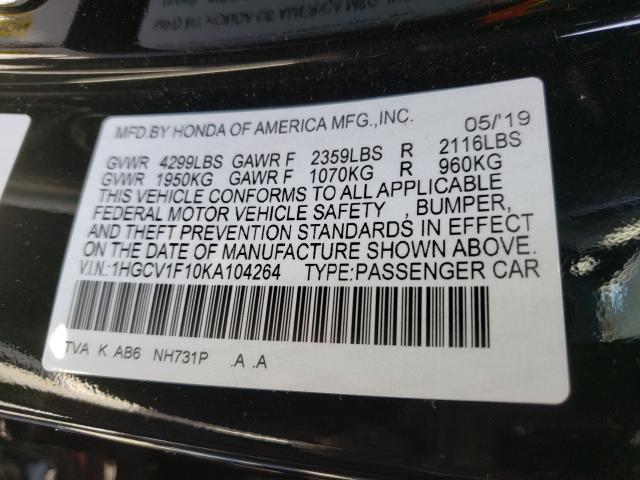 MFD.BY HONDA OF AMERICA MFG.,INC. 05/'19
GVWR 4299LBS GAWR F 2359LBS R 2116LBS
GVWR 1950KG GAWR F 1070KG R 960KG
THIS VEHICLE CONFORMS TO ALL APPLICABLE
FEDERAL MOTOR VEHICLE SAFETY , BUMPER,
AND THEFT PREVENTION STANDARDS IN EFFECT
ON THE DATE OF MANUFACTURE SHOWN ABOVE.
V.I.N.:1HGCV1F10KA104264 TYPE:PASSENGER CAR
TVA K AB6 NH731P .A .A